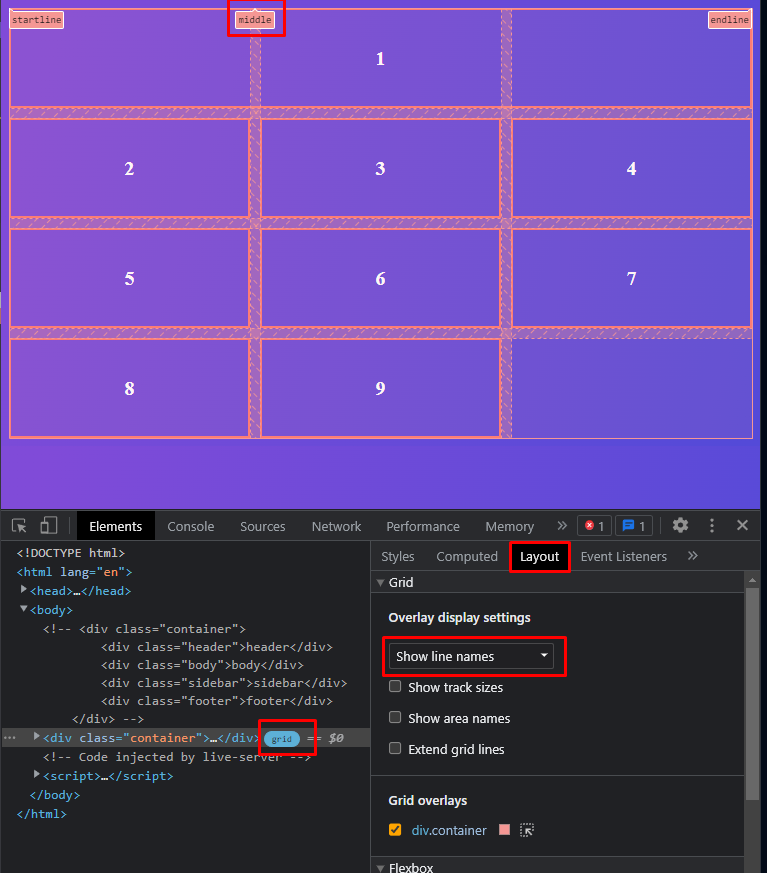 startline middle endline
1
2 3 4
5 6 7
8 9
Elements Console Sources Network Performance Memory » 1 1
<!DOCTYPE html>
<html lang="en">
<head>…</head>
<body>
<!-- <div class="container">
<div class="header">header</div>
<div class="body">body</div>
<div class="sidebar">sidebar</div>
<div class="footer">footer</div>
</div> -->
<div class="container">…</div> grid == $0
<!-- Code injected by live-server -->
<script>…</script>
</body>
</html>
Styles Computed Layout Event Listeners »
Grid
Overlay display settings
Show line names
Show track sizes
Show area names
Extend grid lines
Grid overlays
div.container
Flexbox